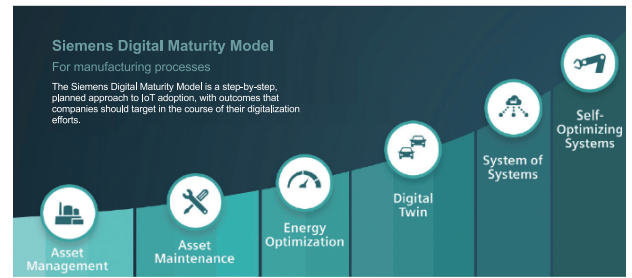 Siemens Digital Maturity Model
For manufacturing processes
The Siemens Digital Maturity Model is a step-by-step,
planned approach to IoT adoption, with outcomes that
companies should target in the course of their digitalization
efforts.
Asset
Management
Asset
Maintenance
Energy
Optimization
Digital
Twin
System of
Systems
Self-
Optimizing
Systems